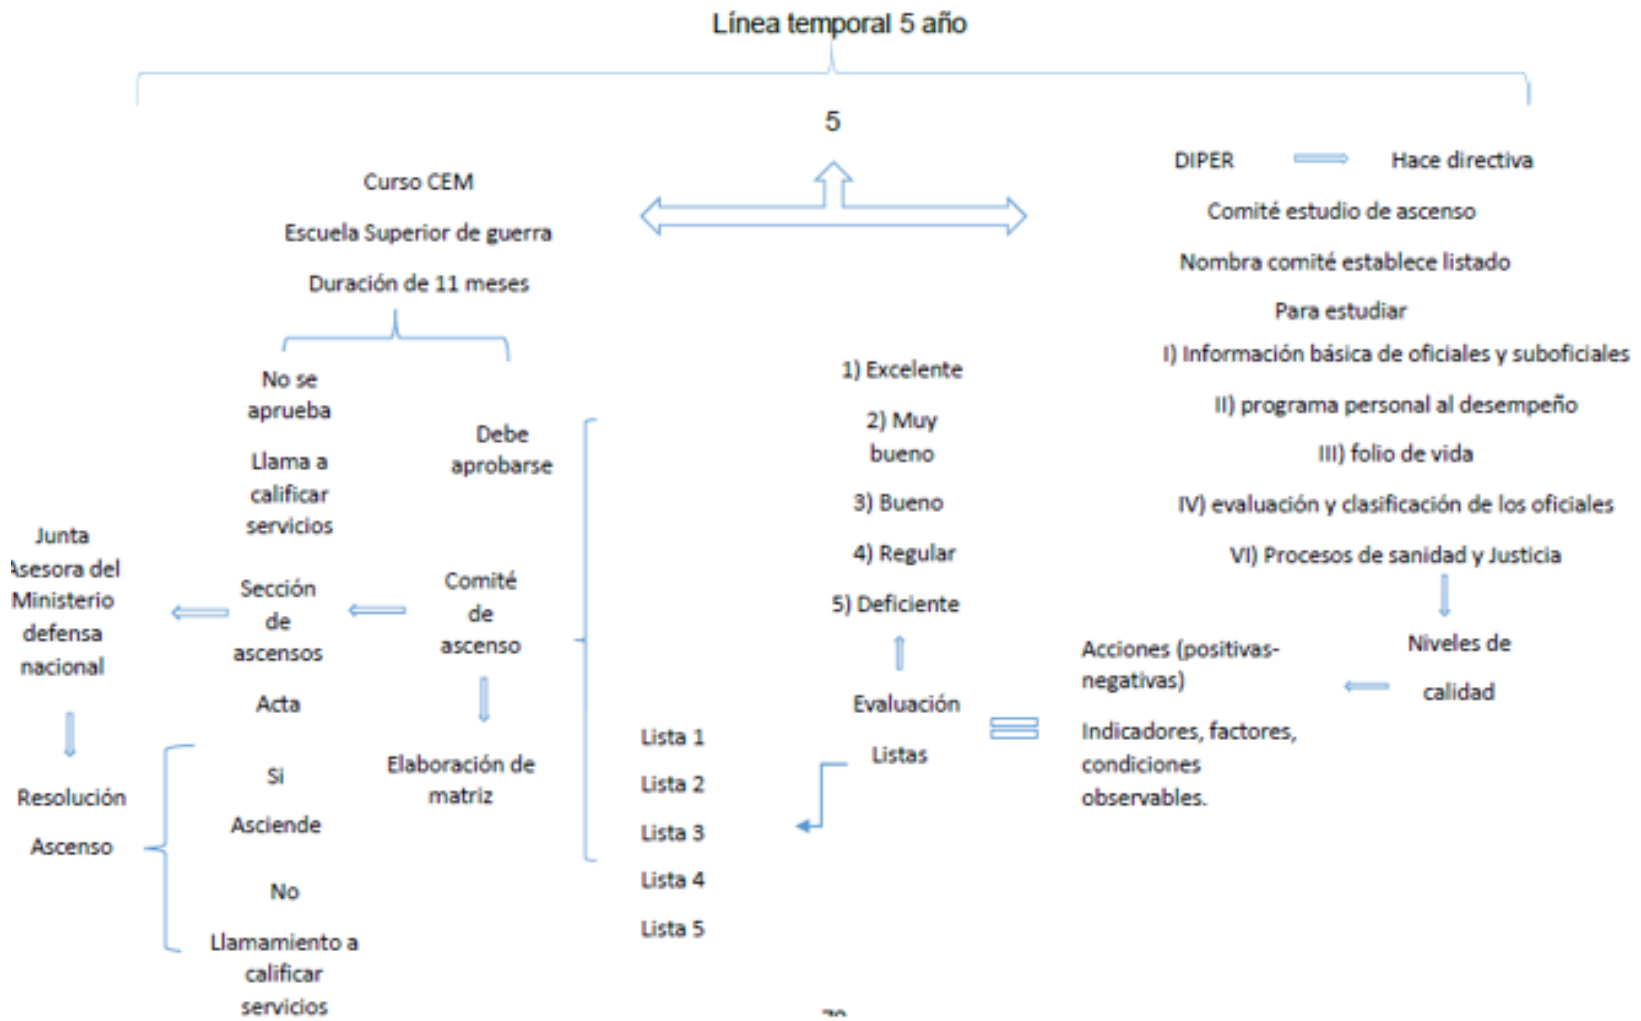 Línea temporal 5 año
5
Curso CEM
Escuela Superior de guerra
Duración de 11 meses
No se
aprueba
Llama a
calificar
servicios
Debe
aprobarse
Junta
Asesora del
Ministerio
defensa
nacional
Sección
de
ascensos
Acta
Comité
de
ascenso
Elaboración de
matriz
Resolución
Ascenso
Si
Asciende
No
Llamamiento a
calificar
servicios
1) Excelente
2) Muy
bueno
3) Bueno
4) Regular
5) Deficiente
Evaluación
Listas
Lista 1
Lista 2
Lista 3
Lista 4
Lista 5
DIPER
Hace directiva
Comité estudio de ascenso
Nombra comité establece listado
Para estudiar
I) Información básica de oficiales y suboficiales
II) programa personal al desempeño
III) folio de vida
IV) evaluación y clasificación de los oficiales
VI) Procesos de sanidad y Justicia
Niveles de
calidad
Acciones (positivas-
negativas)
Indicadores, factores,
condiciones
observables.